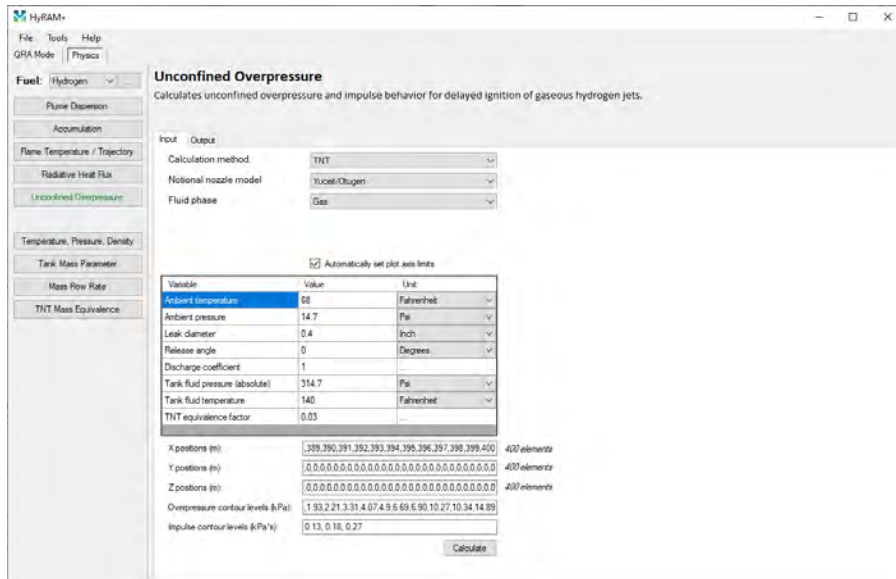 HyRAM+
File Tools Help
QRA Mode Physics
Fuel: Hydrogen ...
Plume Dispersion
Accumulation
Flame Temperature / Trajectory
Radiative Heat Flux
Unconfined Overpressure
Temperature, Pressure, Density
Tank Mass Parameter
Mass Flow Rate
TNT Mass Equivalence
Unconfined Overpressure
Calculates unconfined overpressure and impulse behavior for delayed ignition of gaseous hydrogen jets.
Input Output
Calculation method TNT
Notional nozzle model Yuceil/Otugen
Fluid phase Gas
Automatically set plot axis limits
Variable Value Unit
Ambient temperature 68 Fahrenheit
Ambient pressure 14.7 Psi
Leak diameter 0.4 Inch
Release angle 0 Degrees
Discharge coefficient 1 ...
Tank fluid pressure (absolute) 314.7 Psi
Tank fluid temperature 140 Fahrenheit
TNT equivalence factor 0.03 ...
X positions (m): ,389,390,391,392,393,394,395,396,397,398,399,400 400 elements
Y positions (m): 400 elements
Z positions (m): 400 elements
Overpressure contour levels (kPa): .1.93,2.21,3.31,4.07,4.9,6.69,6.90,10.27,10.34,14.89
Impulse contour levels (kPa*s): 0.13, 0.18, 0.27
Calculate